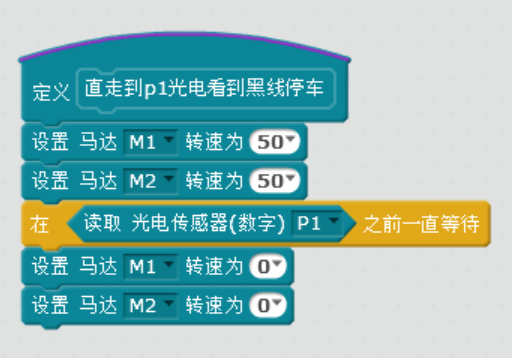 定义 直走到p1光电看到黑线停车
设置 马达 M1 转速为 50
设置 马达 M2 转速为 50
在 读取 光电传感器(数字) P1 之前一直等待
设置 马达 M1 转速为 0
设置 马达 M2 转速为 0